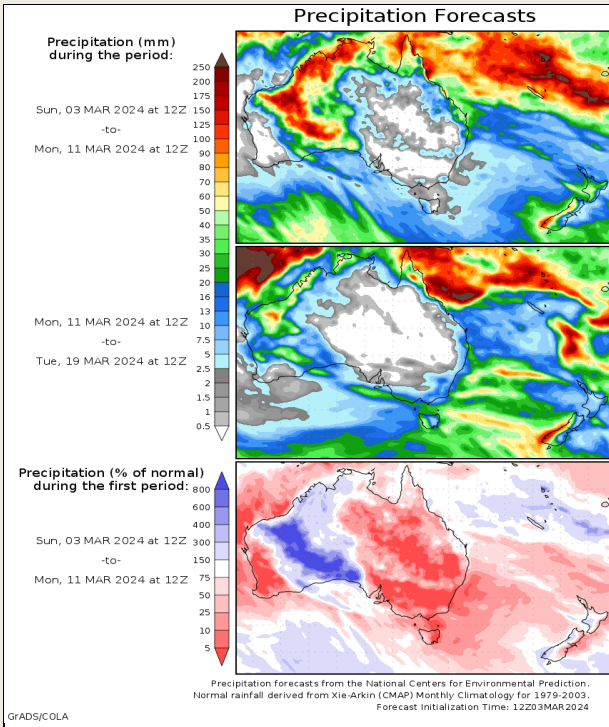 Precipitation Forecasts
Precipitation (mm)
during the period:
Sun, 03 MAR 2024 at 12Z
-to-
Mon, 11 MAR 2024 at 12Z
250
200
175
150
125
100
90
80
70
60
50
40
35
30
25
20
16
13
10
7.5
5
2.5
2
1.5
1
0.5
Mon, 11 MAR 2024 at 12Z
-to-
Tue, 19 MAR 2024 at 12Z
Precipitation (% of normal)
during the first period:
Sun, 03 MAR 2024 at 12Z
-to-
Mon, 11 MAR 2024 at 12Z
800
600
400
300
150
75
50
25
10
5
Precipitation forecasts from the National Centers for Environmental Prediction.
Normal rainfall derived from Xie-Arkin (CMAP) Monthly Climatology for 1979-2003.
Forecast Initialization Time: 12Z03MAR2024
GrADS/COLA